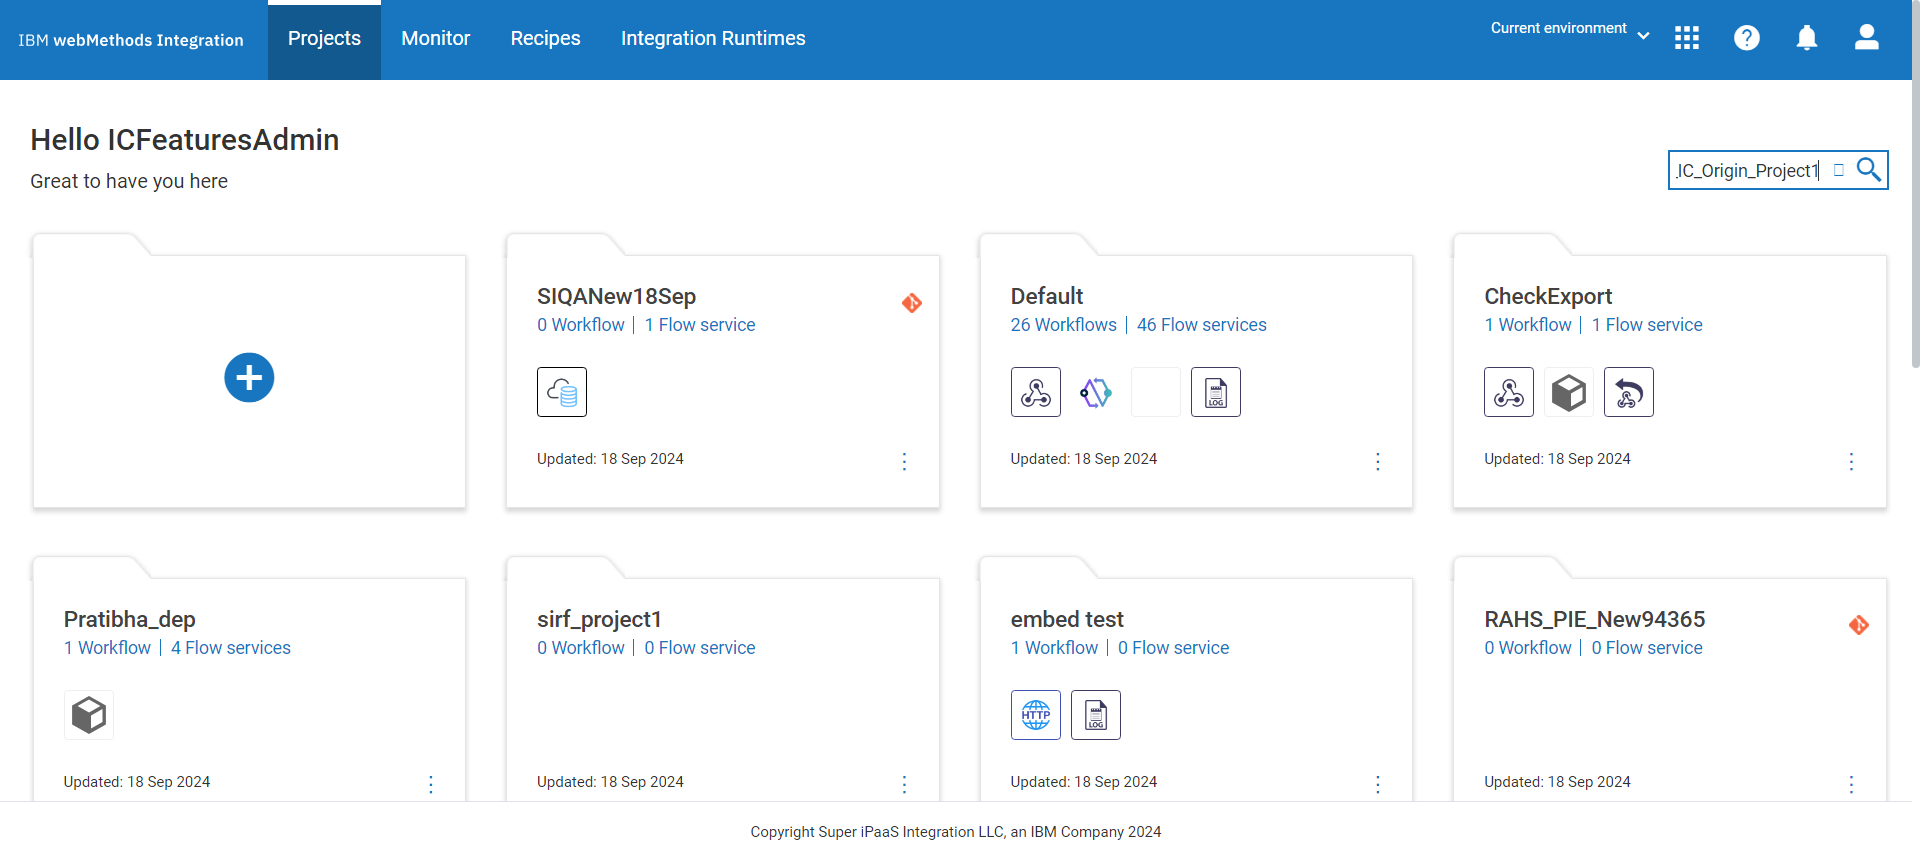 IBM webMethods Integration
Projects
Monitor
Recipes
Integration Runtimes
Current environment
Hello ICFeaturesAdmin
Great to have you here
IC_Origin_Project1
SIQANew18Sep
0 Workflow | 1 Flow service
Updated: 18 Sep 2024
Default
26 Workflows | 46 Flow services
LOG
Updated: 18 Sep 2024
CheckExport
1 Workflow | 1 Flow service
Updated: 18 Sep 2024
Pratibha_dep
1 Workflow | 4 Flow services
Updated: 18 Sep 2024
sirf_project1
0 Workflow | 0 Flow service
Updated: 18 Sep 2024
embed test
1 Workflow | 0 Flow service
HTTP
LOG
Updated: 18 Sep 2024
RAHS_PIE_New94365
0 Workflow | 0 Flow service
Updated: 18 Sep 2024
Copyright Super iPaaS Integration LLC, an IBM Company 2024